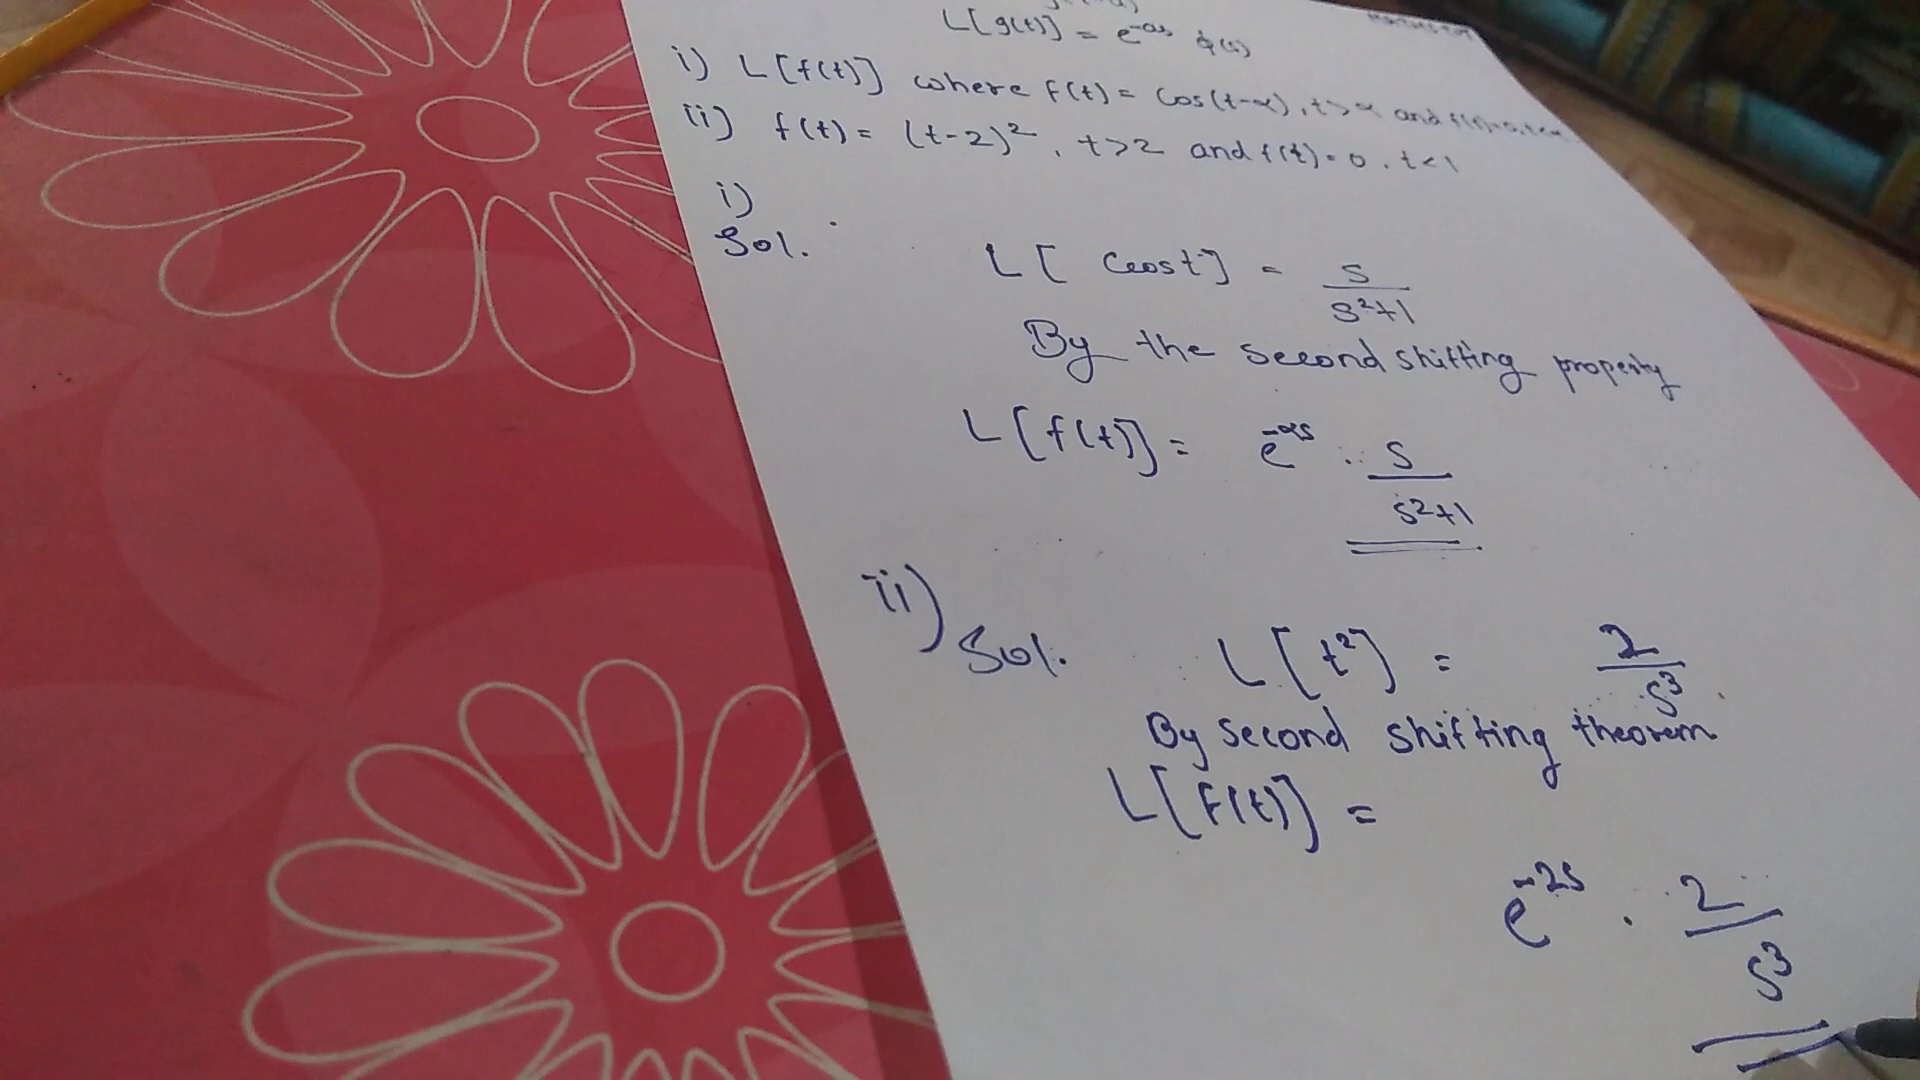 L[g(t)] = e^-as φ(s)
i) L[f(t)] where f(t) = cos(t-α), t>α and f(t)=0, t<α
ii) f(t) = (t-2)², t>2 and f(t)=0, t<1
i)
Sol.
L[ cost] = s/s²+1
By the second shifting property
L[f(t)] = e^-αs . s/s²+1
ii)
Sol. L[t²] = 2/s³
By second shifting theorem
L[f(t)] =
e^-2s . 2/s³